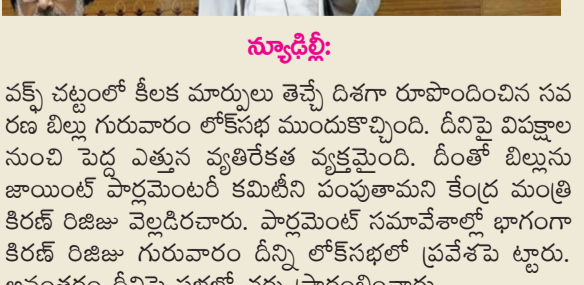 న్యూఢిల్లీ:
వక్ఫ్ చట్టంలో కీలక మార్పులు తెచ్చే దిశగా రూపొందించిన సవ
రణ బిల్లు గురువారం లోక్‌సభ ముందుకొచ్చింది. దీనిపై విపక్షాల
నుంచి పెద్ద ఎత్తున వ్యతిరేకత వ్యక్తమైంది. దీంతో బిల్లును
జాయింట్ పార్లమెంటరీ కమిటీని పంపుతామని కేంద్ర మంత్రి
కిరణ్ రిజిజు వెల్లడిరచారు. పార్లమెంట్ సమావేశాల్లో భాగంగా
కిరణ్ రిజిజు గురువారం దీన్ని లోక్‌సభలో ప్రవేశపె ట్టారు.